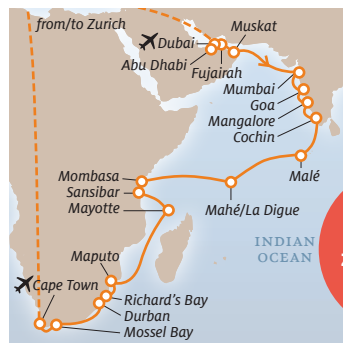 from/to Zurich
Muskat
Dubai
Abu Dhabi
Fujairah
Mumbai
Goa
Mangalore
Cochin
Mombasa
Sansibar
Mayotte
Malé
Mahé/La Digue
INDIAN
OCEAN
Maputo
Cape Town
Richard's Bay
Durban
Mossel Bay